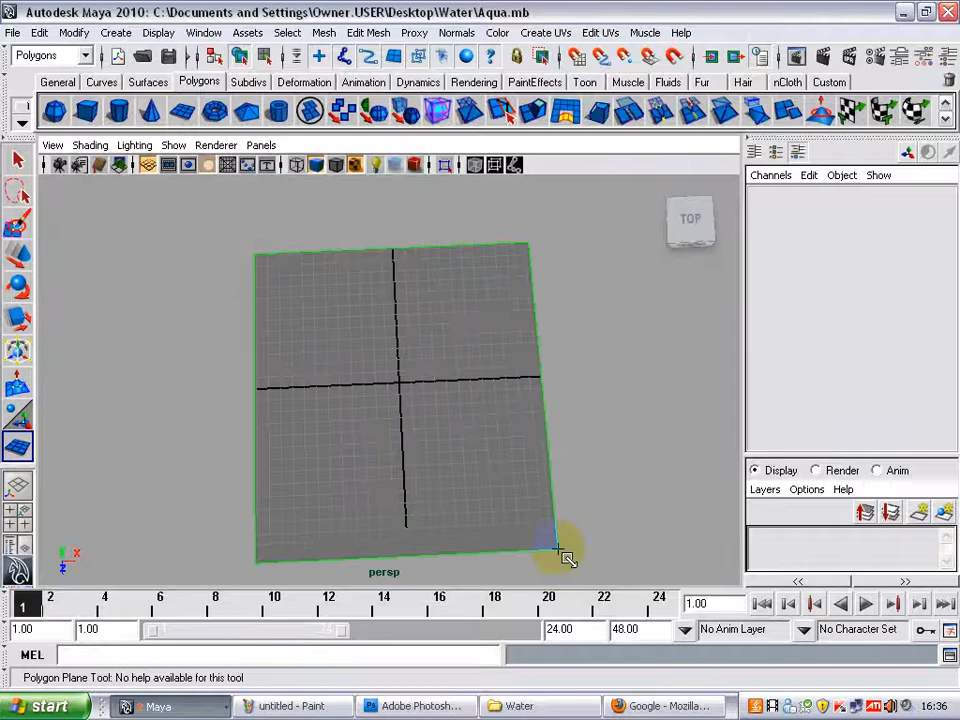 Autodesk Maya 2010: C:\Documents and Settings\Owner.USER\Desktop\Water\Aqua.mb
File Edit Modify Create Display Window Assets Select Mesh Edit Mesh Proxy Normals Color Create UVs Edit UVs Muscle Help
Polygons
General Curves Surfaces Polygons Subdivs Deformation Animation Dynamics Rendering PaintEffects Toon Muscle Fluids Fur Hair nCloth Custom
View Shading Lighting Show Renderer Panels
Channels Edit Object Show
TOP
Display Render Anim
Layers Options Help
y x
z
persp
<< >>
1 2 4 6 8 10 12 14 16 18 20 22 24 1.00
1.00 1.00 24 24.00 48.00 No Anim Layer No Character Set
MEL
Polygon Plane Tool: No help available for this tool
start Maya untitled - Paint Adobe Photosh... Water Google - Mozilla... 16:36